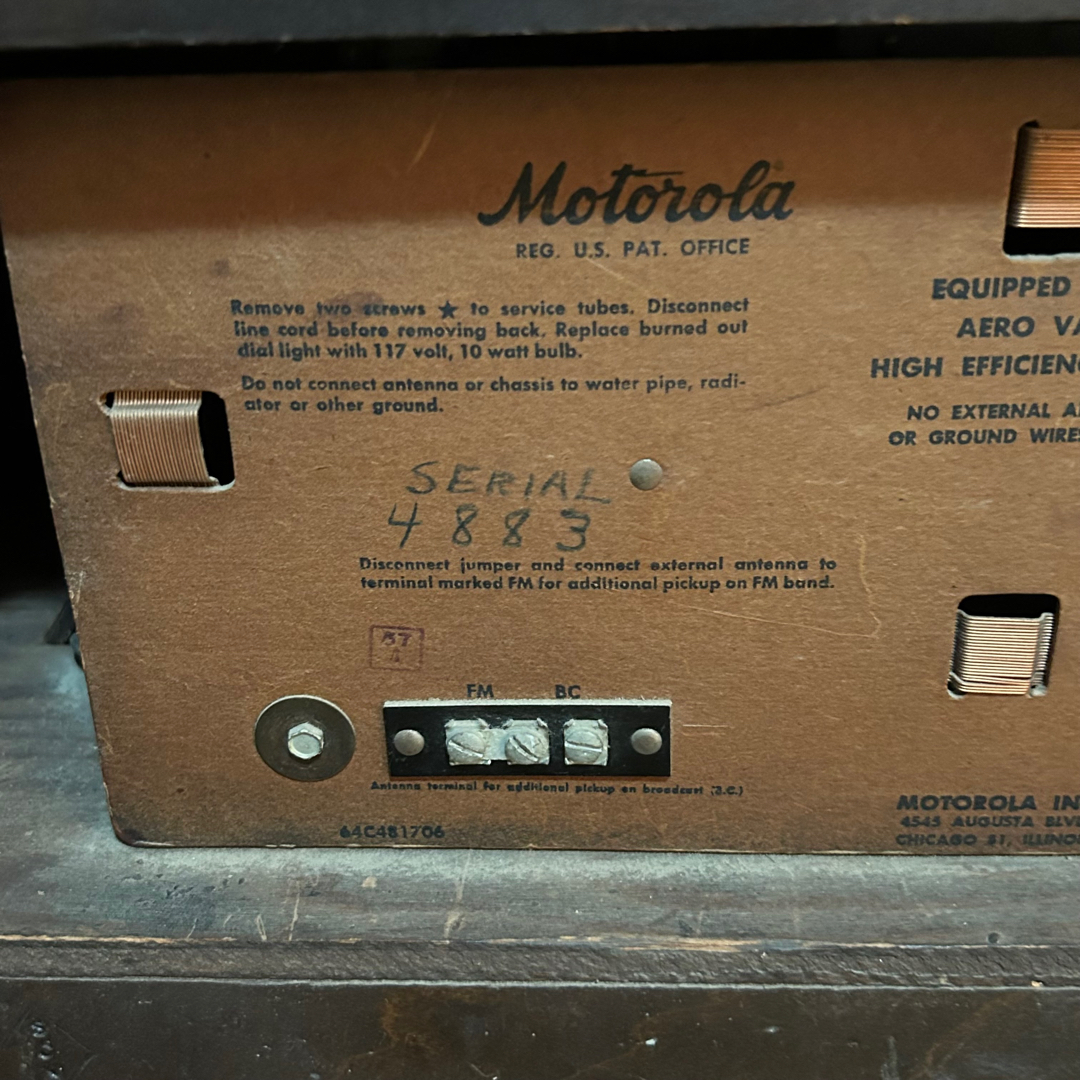 Motorola
REG. U.S. PAT. OFFICE
Remove two screws ★ to service tubes. Disconnect
line cord before removing back. Replace burned out
dial light with 117 volt, 10 watt bulb.
Do not connect antenna or chassis to water pipe, radi-
ator or other ground.
SERIAL
4883
Disconnect jumper and connect external antenna to
terminal marked FM for additional pickup on FM band.
FM BC
Antenna terminal for additional pickup on broadcast (B.C.)
64C481706
EQUIPPED
AERO VA
HIGH EFFICIENC
NO EXTERNAL A
OR GROUND WIRES
MOTOROLA IN
4545 AUGUSTA BLV
CHICAGO 51, ILLINO